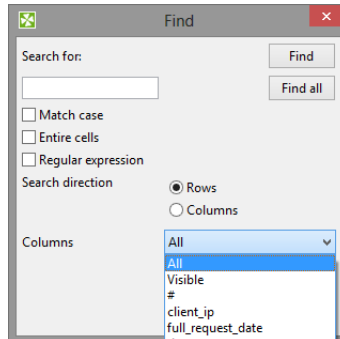 Find
Search for:
Find
Find all
Match case
Entire cells
Regular expression
Search direction
Rows
Columns
Columns
All
All
Visible
#
client_ip
full_request_date